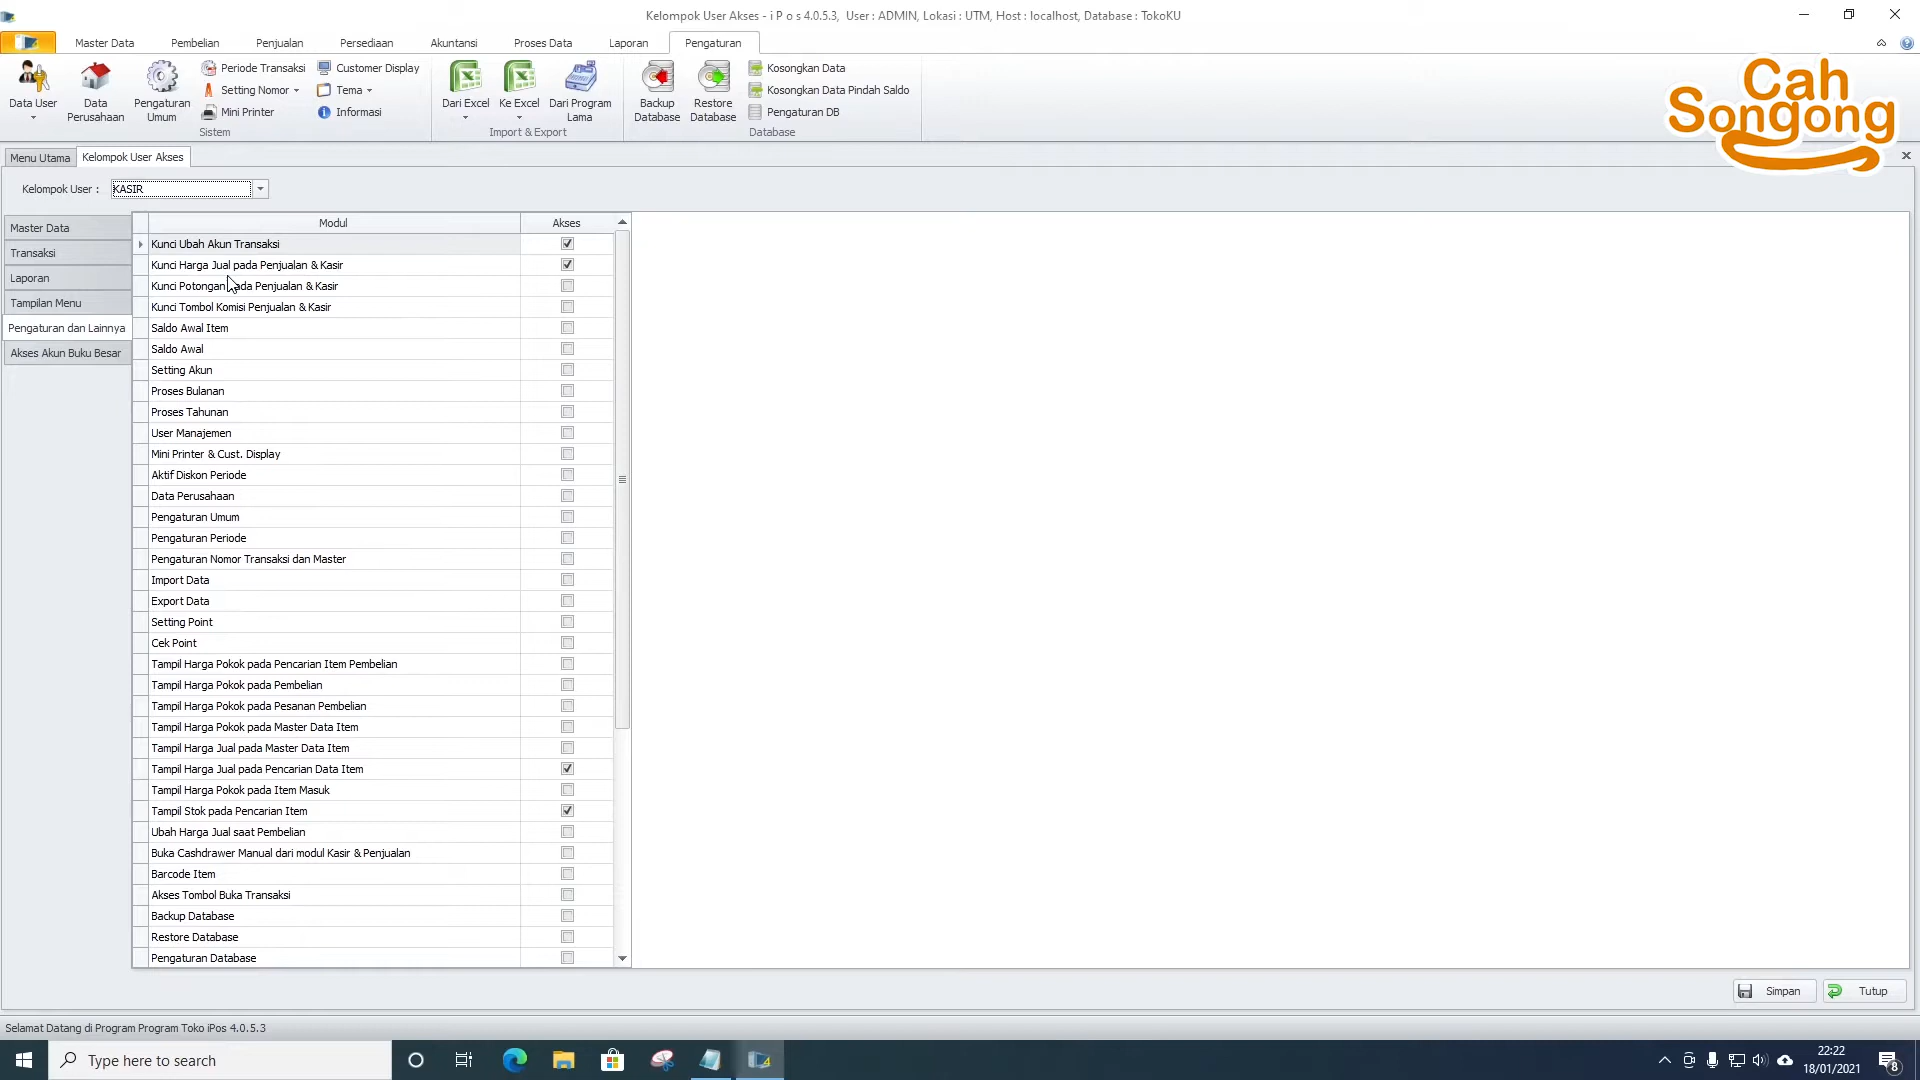 Kelompok User Akses - i P o s 4.0.5.3, User : ADMIN, Lokasi : UTM, Host : localhost, Database : TokoKU
Master Data
Pembelian
Penjualan
Persediaan
Akuntansi
Proses Data
Laporan
Pengaturan
Data User
Data Perusahaan
Pengaturan Umum
Periode Transaksi
Setting Nomor
Mini Printer
Customer Display
Tema
Informasi
Sistem
Dari Excel
Ke Excel
Dari Program Lama
Import & Export
Backup Database
Restore Database
Kosongkan Data
Kosongkan Data Pindah Saldo
Pengaturan DB
Database
Cah
Songong
Menu Utama
Kelompok User Akses
Kelompok User : KASIR
Master Data
Transaksi
Laporan
Tampilan Menu
Pengaturan dan Lainnya
Akses Akun Buku Besar
Modul Akses
Kunci Ubah Akun Transaksi
Kunci Harga Jual pada Penjualan & Kasir
Kunci Potongan pada Penjualan & Kasir
Kunci Tombol Komisi Penjualan & Kasir
Saldo Awal Item
Saldo Awal
Setting Akun
Proses Bulanan
Proses Tahunan
User Manajemen
Mini Printer & Cust. Display
Aktif Diskon Periode
Data Perusahaan
Pengaturan Umum
Pengaturan Periode
Pengaturan Nomor Transaksi dan Master
Import Data
Export Data
Setting Point
Cek Point
Tampil Harga Pokok pada Pencarian Item Pembelian
Tampil Harga Pokok pada Pembelian
Tampil Harga Pokok pada Pesanan Pembelian
Tampil Harga Pokok pada Master Data Item
Tampil Harga Jual pada Master Data Item
Tampil Harga Jual pada Pencarian Data Item
Tampil Harga Pokok pada Item Masuk
Tampil Stok pada Pencarian Item
Ubah Harga Jual saat Pembelian
Buka Cashdrawer Manual dari modul Kasir & Penjualan
Barcode Item
Akses Tombol Buka Transaksi
Backup Database
Restore Database
Pengaturan Database
Simpan
Tutup
Selamat Datang di Program Program Toko iPos 4.0.5.3
Type here to search
22:22
18/01/2021
8